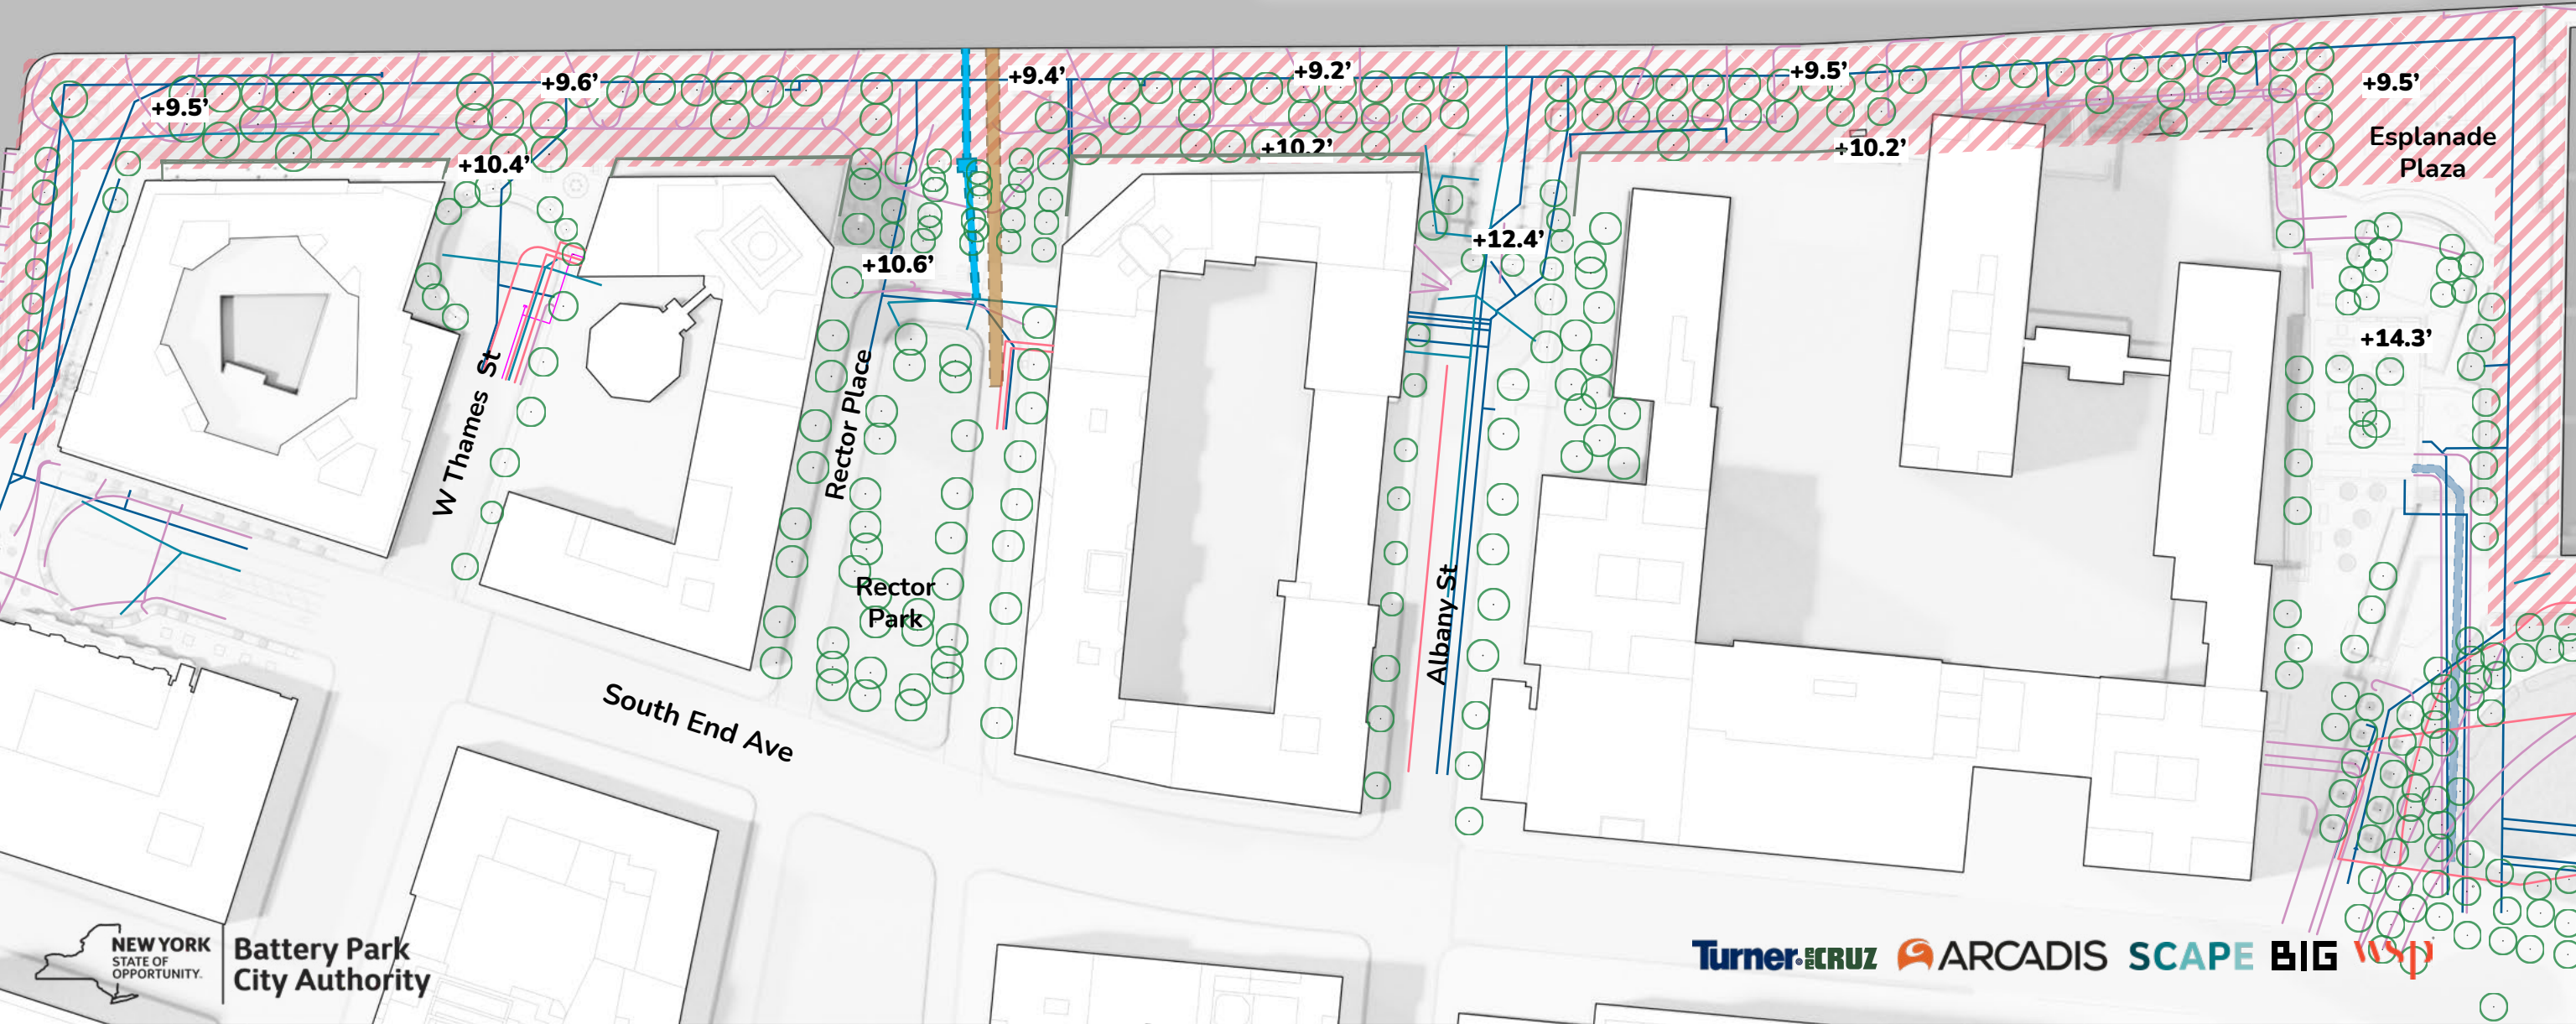 +9.5’
+9.6’
+9.4’
+9.2’
+9.5’
+9.5’
Esplanade
Plaza
+10.4’
+10.2’
+10.2’
+10.6’
+12.4’
+14.3’
W Thames St
Rector Place
Rector
Park
Albany St
South End Ave
NEW YORK
STATE OF
OPPORTUNITY.
Battery Park
City Authority
Turner
CRUZ
ARCADIS
SCAPE
BIG
wsp